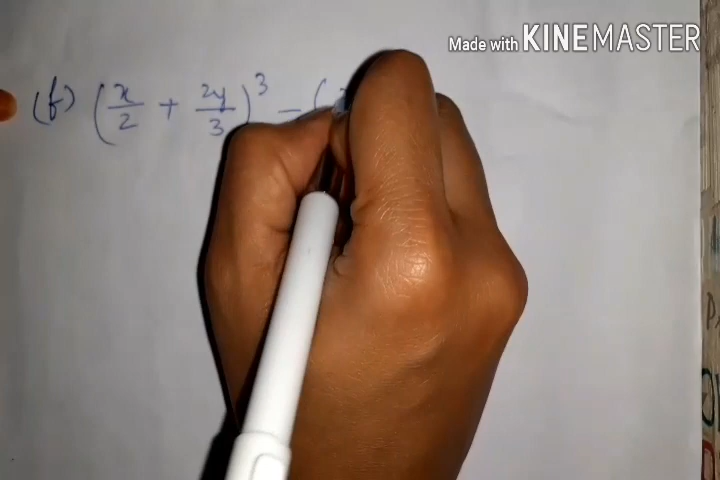 Made with KINEMASTER
(f) (x/2 + 2y/3)^3 - (